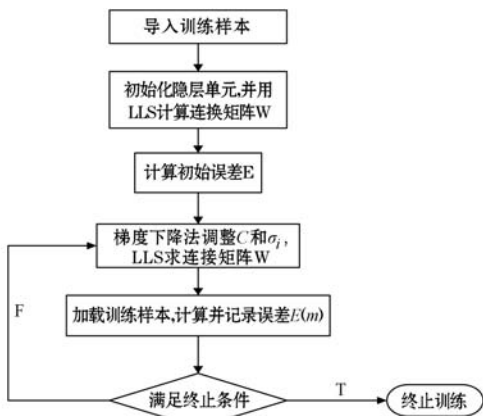 导入训练样本
初始化隐层单元,并用
LLS计算连换矩阵W
计算初始误差E
梯度下降法调整C和σi,
LLS求连接矩阵W
F
加载训练样本,计算并记录误差E(m)
满足终止条件
T
终止训练